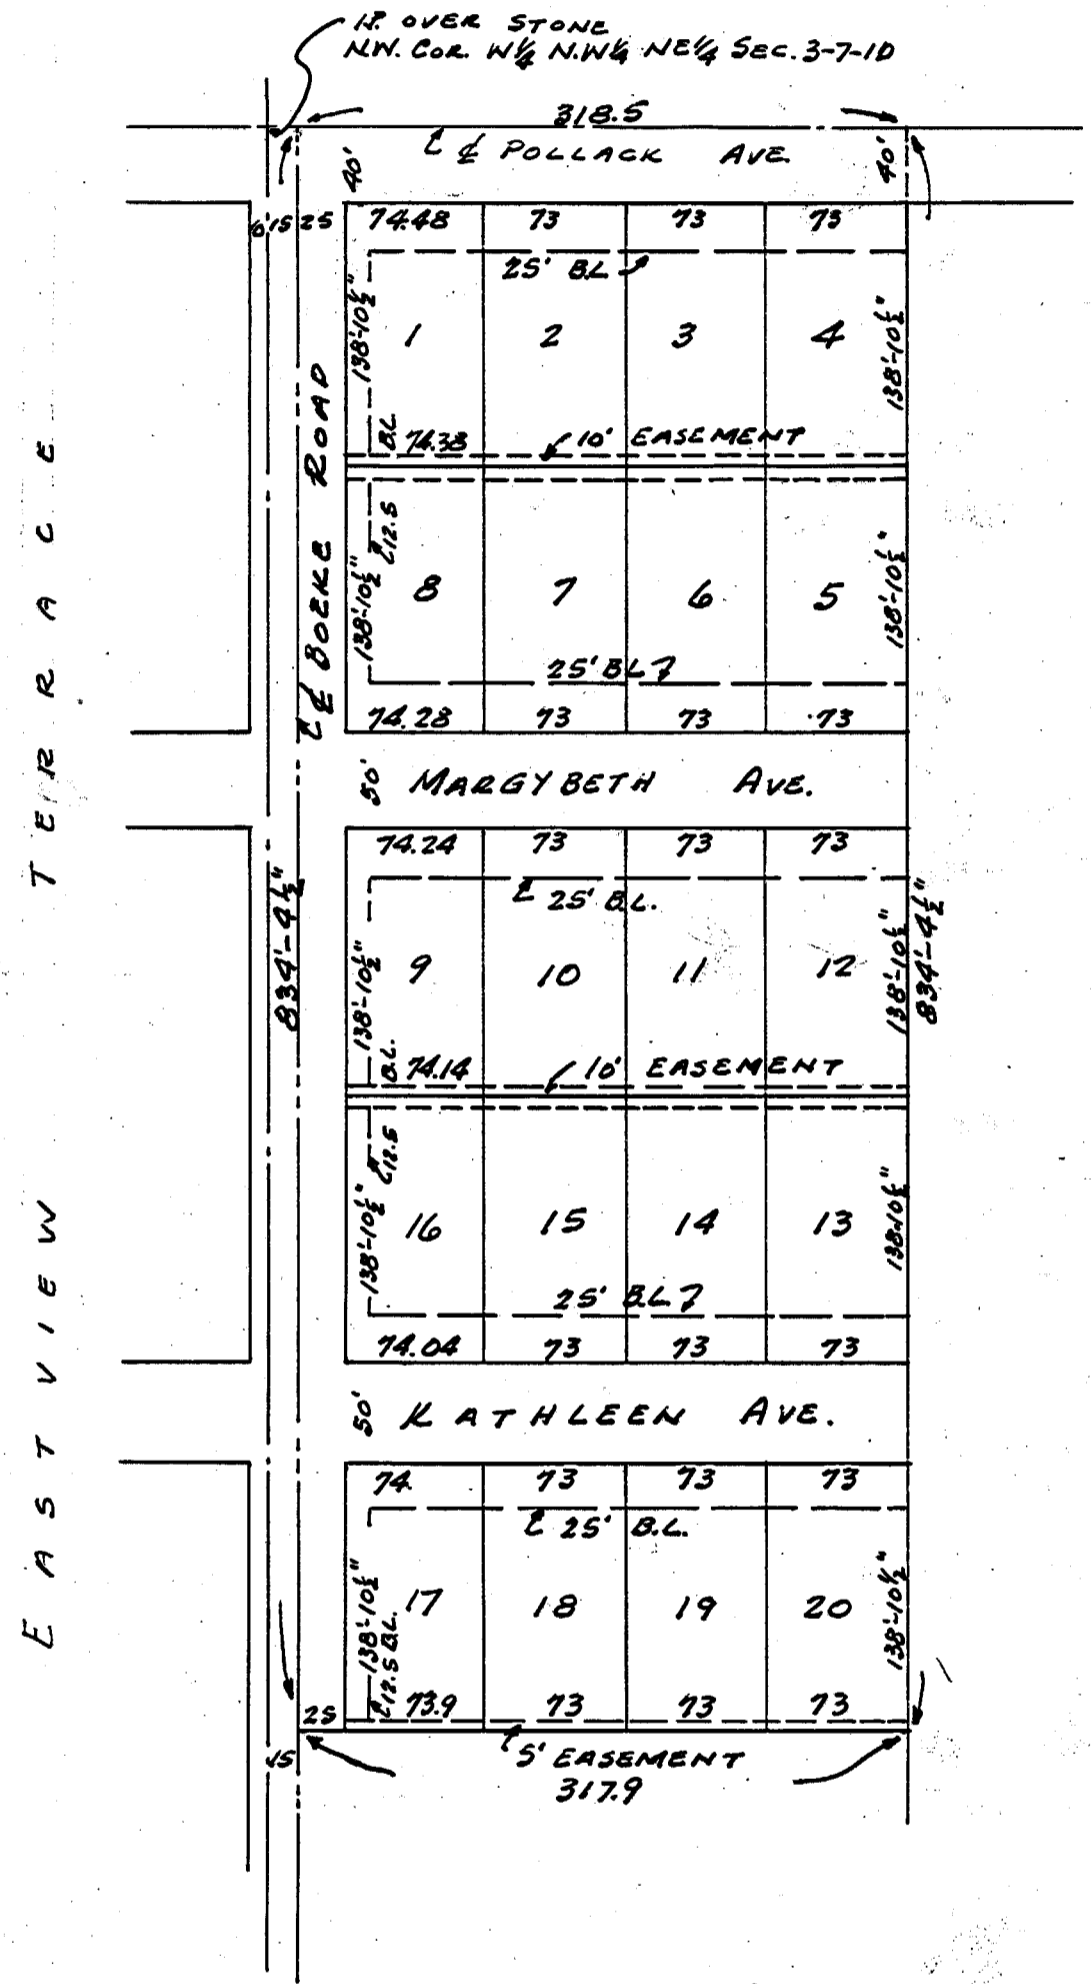 I.P. OVER STONE
N.W. COR. W¼ N.W¼ NE¼ SEC. 3-7-10
318.5
℄ POLLACK AVE.
40'
40'
15 25
74.48 73 73 73
25' B.L.
138'-10½"
1 2 3 4
138'-10½"
B.L.
74.38
10' EASEMENT
℄ BOEKE ROAD
12.5
138'-10½"
8 7 6 5
138'-10½"
25' BL
74.28 73 73 73
50'
MARGYBETH AVE.
74.24 73 73 73
25' B.L.
834'-4½"
138'-10½"
9 10 11 12
138'-10½"
834'-4½"
B.L.
74.14
10' EASEMENT
12.5
138'-10½"
16 15 14 13
138'-10½"
25' B.L.
74.04 73 73 73
50'
KATHLEEN AVE.
74. 73 73 73
25' B.L.
138'-10½"
17 18 19 20
138'-10½"
12.5 B.L.
25
73.9 73 73 73
15
5' EASEMENT
317.9
EASTVIEW TERRACE